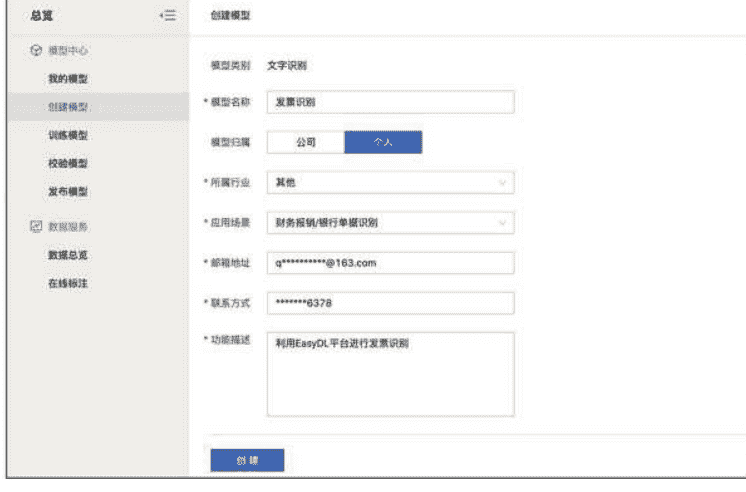 总览
模型中心
我的模型
创建模型
训练模型
校验模型
发布模型
数据服务
数据总览
在线标注
创建模型
模型类别 文字识别
* 模型名称 发票识别
模型归属 公司 个人
* 所属行业 其他
* 应用场景 财务报销/银行单据识别
* 邮箱地址 q**********@163.com
* 联系方式 *******6378
* 功能描述 利用EasyDL平台进行发票识别
创建